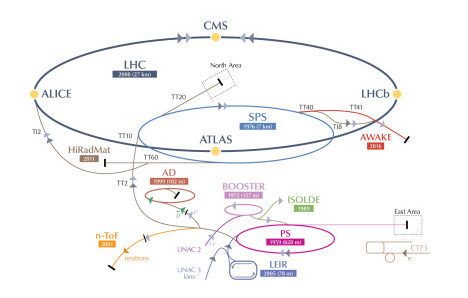 CMS
LHC
2008 (27 km)
North Area
ALICE
TT20
LHCb
TT40
TT41
SPS
1976 (7 km)
TI8
TI2
TT10
ATLAS
AWAKE
2016
HiRadMat
2011
TT60
AD
1999 (182 m)
TT2
BOOSTER
1972 (157 m)
ISOLDE
1989
East Area
n-ToF
2001
PS
1959 (628 m)
neutrons
LINAC 2
CTF3
e-
LINAC 3
Ions
LEIR
2005 (78 m)